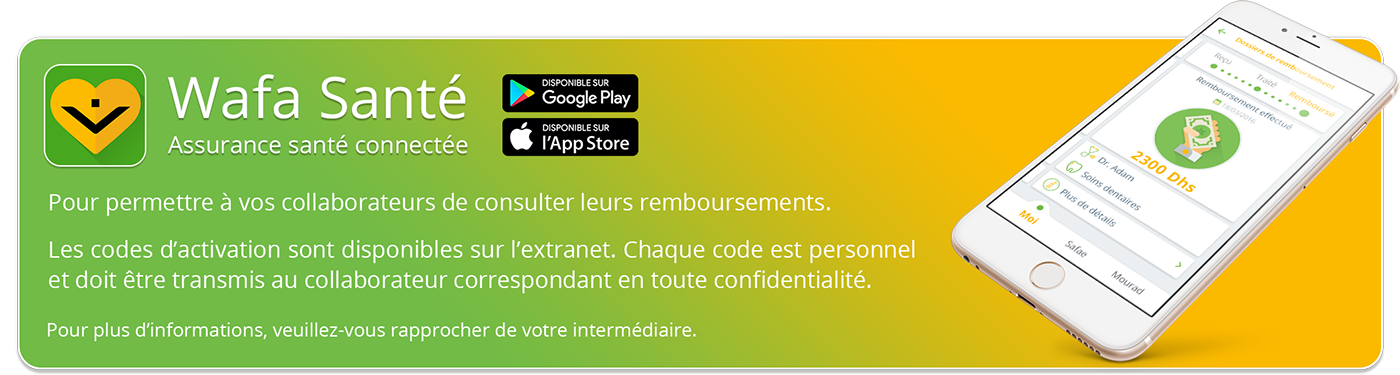 Wafa Santé
Assurance santé connectée
DISPONIBLE SUR
Google Play
DISPONIBLE SUR
l'App Store
Pour permettre à vos collaborateurs de consulter leurs remboursements.
Les codes d’activation sont disponibles sur l’extranet. Chaque code est personnel
et doit être transmis au collaborateur correspondant en toute confidentialité.
Pour plus d’informations, veuillez-vous rapprocher de votre intermédiaire.
Dossiers de remboursement
Reçu
Traité
Remboursé
Remboursement effectué
18/03/2016
2300 Dhs
Dr. Adam
Soins dentaires
Plus de détails
Moi
Safae
Mourad